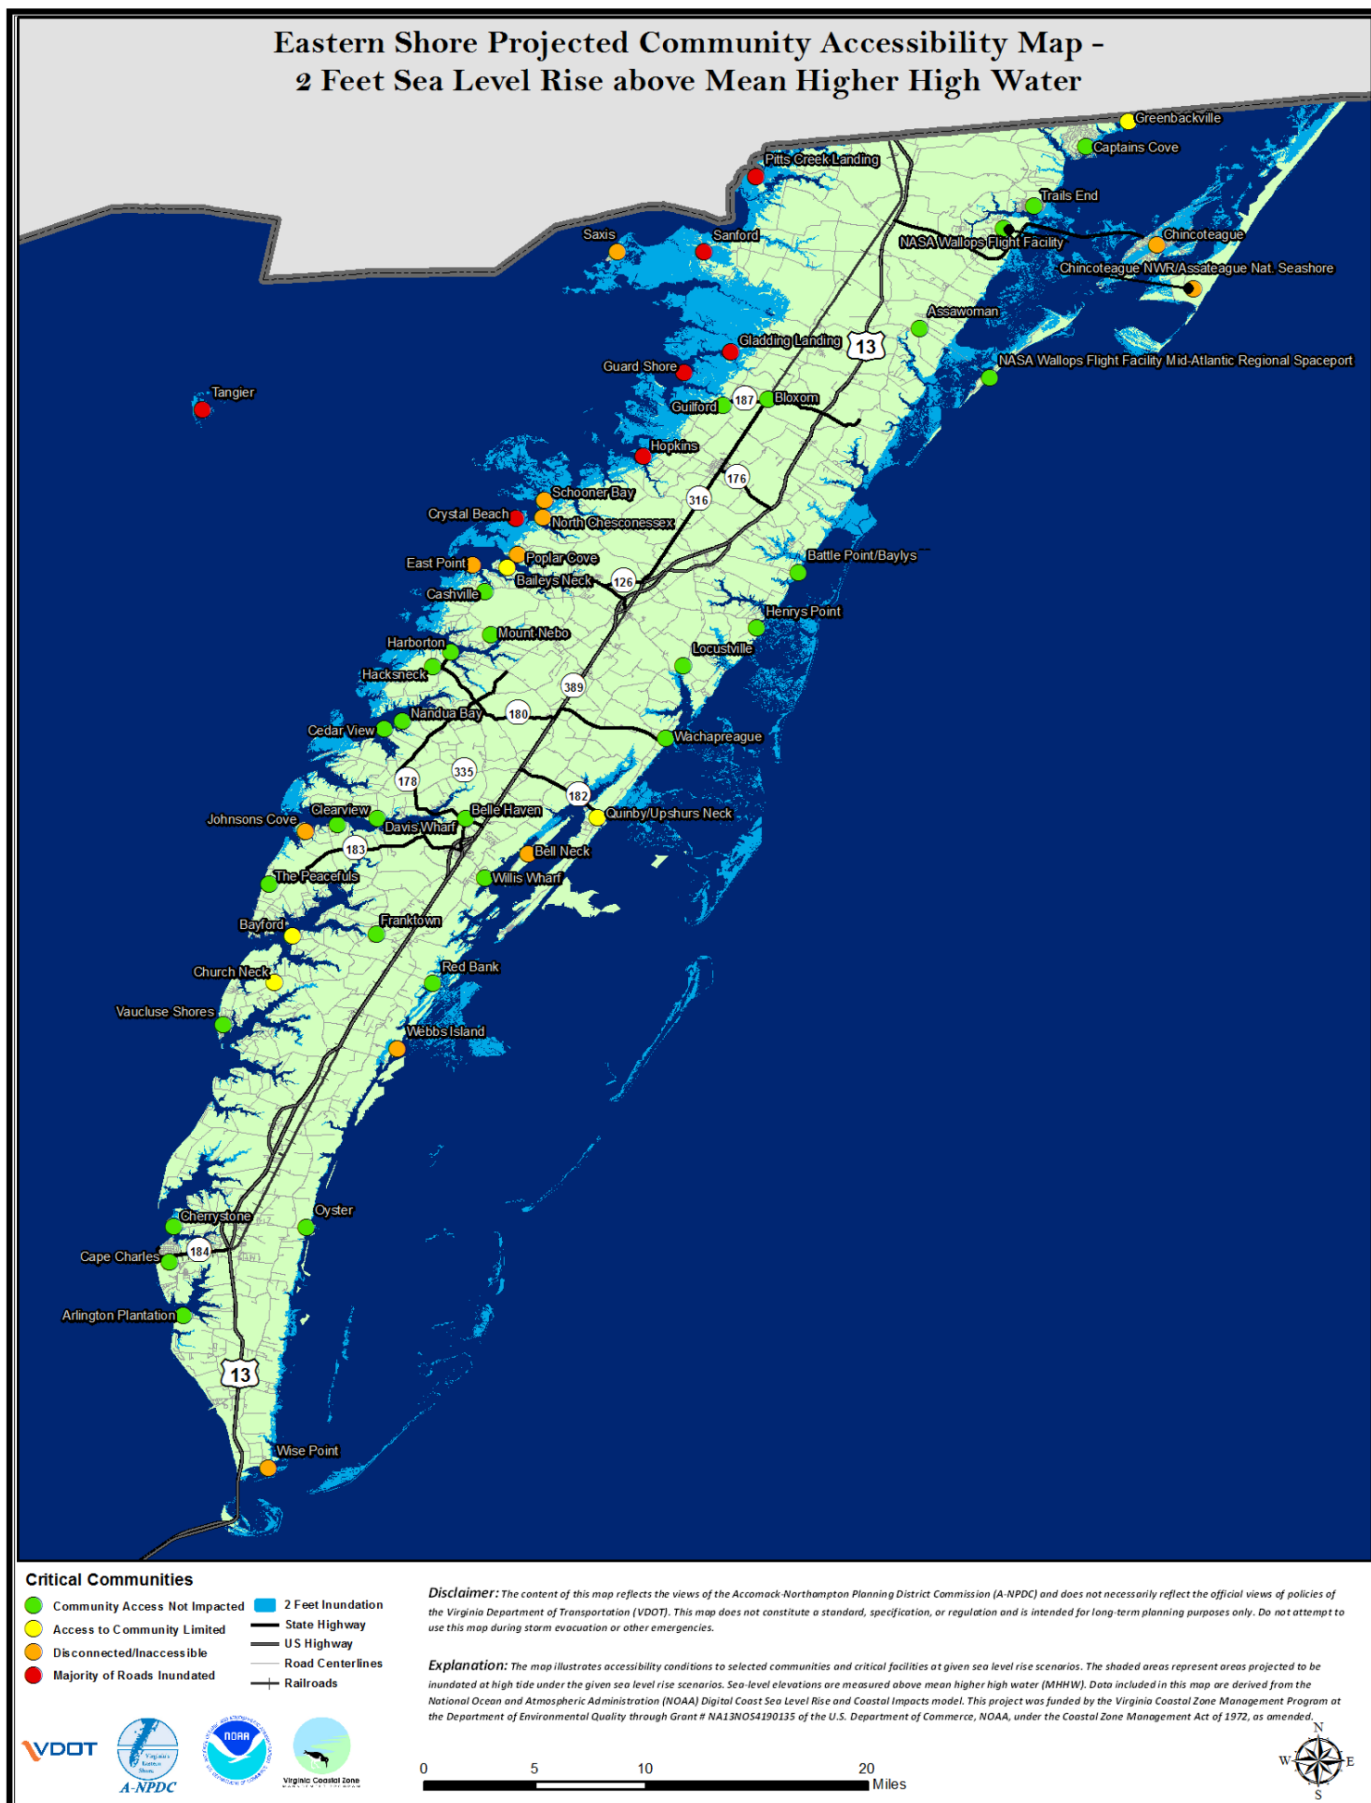 Eastern Shore Projected Community Accessibility Map -
2 Feet Sea Level Rise above Mean Higher High Water
Greenbackville
Captains Cove
Pitts Creek Landing
Trails End
Saxis
Sanford
NASA Wallops Flight Facility
Chincoteague
Chincoteague NWR/Assateague Nat. Seashore
Assawoman
13
Gladding Landing
NASA Wallops Flight Facility Mid-Atlantic Regional Spaceport
Guard Shore
Tangier
Guilford
187
Bloxom
Hopkins
176
Schooner Bay
316
Crystal Beach
North Chesconessex
Poplar Cove
East Point
Battle Point/Baylys
Baileys Neck
126
Cashville
Henrys Point
Mount Nebo
Harborton
Locustville
Hacksneck
389
Nandua Bay
180
Cedar View
Wachapreague
335
178
182
Clearview
Belle Haven
Quinby/Upshurs Neck
Johnsons Cove
Davis Wharf
183
Bell Neck
The Peacefuls
Willis Wharf
Bayford
Franktown
Church Neck
Red Bank
Vaucluse Shores
Webbs Island
Cherrystone
Oyster
184
Cape Charles
Arlington Plantation
13
Wise Point
Critical Communities
Community Access Not Impacted
Access to Community Limited
Disconnected/Inaccessible
Majority of Roads Inundated
2 Feet Inundation
State Highway
US Highway
Road Centerlines
Railroads
Disclaimer: The content of this map reflects the views of the Accomack-Northampton Planning District Commission (A-NPDC) and does not necessarily reflect the official views of policies of
the Virginia Department of Transportation (VDOT). This map does not constitute a standard, specification, or regulation and is intended for long-term planning purposes only. Do not attempt to
use this map during storm evacuation or other emergencies.
Explanation: The map illustrates accessibility conditions to selected communities and critical facilities at given sea level rise scenarios. The shaded areas represent areas projected to be
inundated at high tide under the given sea level rise scenarios. Sea-level elevations are measured above mean higher high water (MHHW). Data included in this map are derived from the
National Ocean and Atmospheric Administration (NOAA) Digital Coast Sea Level Rise and Coastal Impacts model. This project was funded by the Virginia Coastal Zone Management Program at
the Department of Environmental Quality through Grant # NA13NOS4190135 of the U.S. Department of Commerce, NOAA, under the Coastal Zone Management Act of 1972, as amended.
VDOT
Virginia's
Eastern
Shore
A-NPDC
NOAA
Virginia Coastal Zone
0 5 10 20
Miles
N
W E
S